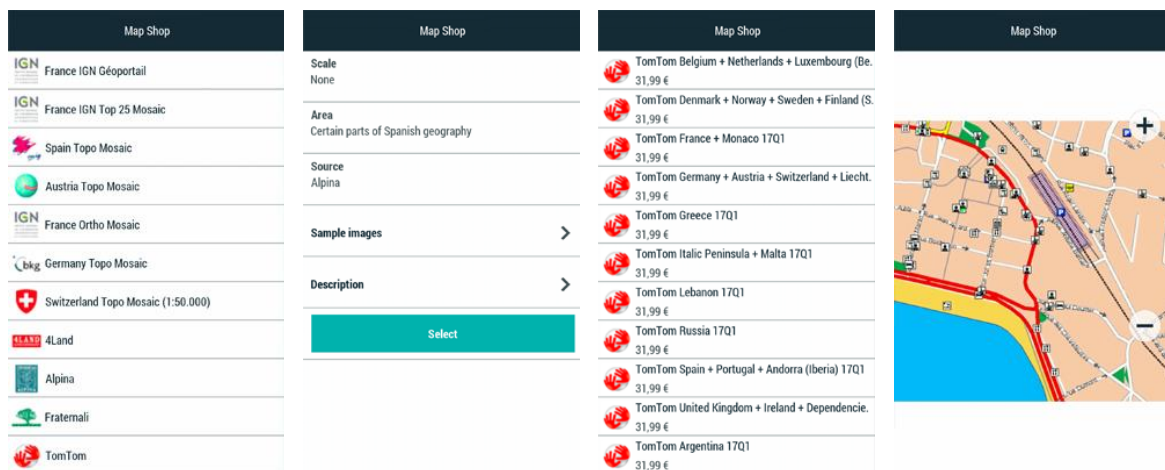 Map Shop
IGN
France IGN Géoportail
IGN
France IGN Top 25 Mosaic
Spain Topo Mosaic
Austria Topo Mosaic
IGN
France Ortho Mosaic
bkg
Germany Topo Mosaic
Switzerland Topo Mosaic (1:50.000)
4LAND
4Land
Alpina
Fraternali
TomTom
Map Shop
Scale
None
Area
Certain parts of Spanish geography
Source
Alpina
Sample images
Description
Select
Map Shop
TomTom Belgium + Netherlands + Luxembourg (Be.
31,99 €
TomTom Denmark + Norway + Sweden + Finland (S.
31,99 €
TomTom France + Monaco 17Q1
31,99 €
TomTom Germany + Austria + Switzerland + Liecht.
31,99 €
TomTom Greece 17Q1
31,99 €
TomTom Italic Peninsula + Malta 17Q1
31,99 €
TomTom Lebanon 17Q1
31,99 €
TomTom Russia 17Q1
31,99 €
TomTom Spain + Portugal + Andorra (Iberia) 17Q1
31,99 €
TomTom United Kingdom + Ireland + Dependencie.
31,99 €
TomTom Argentina 17Q1
31,99 €
Map Shop